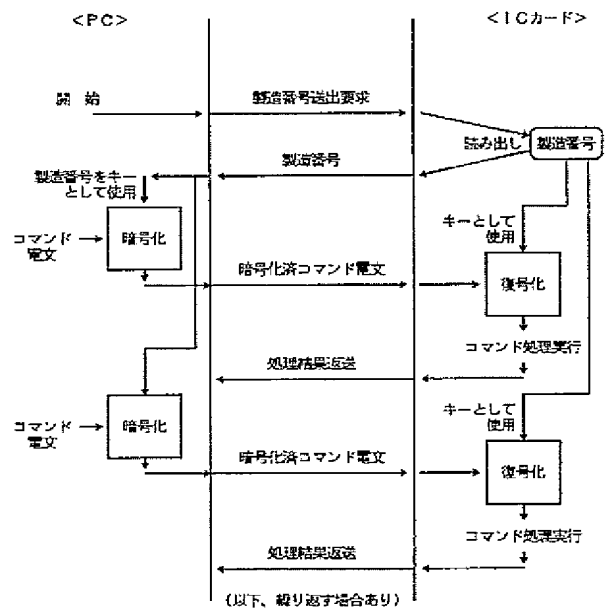 ＜ＰＣ＞
＜ＩＣカード＞
開 始
製造番号送出要求
読み出し
製造番号
製造番号
製造番号をキー
として使用
キーとして
使用
コマンド
電文
暗号化
暗号化済コマンド電文
復号化
コマンド処理実行
処理結果返送
キーとして
使用
コマンド
電文
暗号化
暗号化済コマンド電文
復号化
コマンド処理実行
処理結果返送
（以下、繰り返す場合あり）